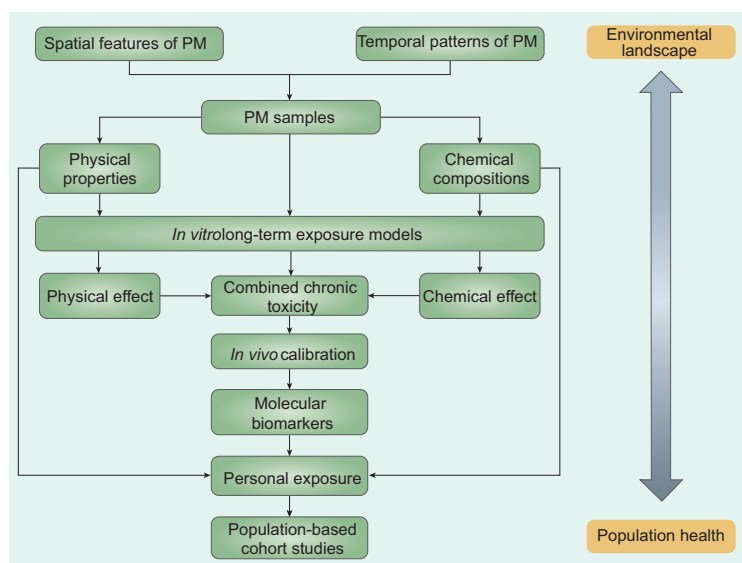 Spatial features of PM
Temporal patterns of PM
Environmental
landscape
PM samples
Physical
properties
Chemical
compositions
In vitrolong-term exposure models
Physical effect
Combined chronic
toxicity
Chemical effect
In vivo calibration
Molecular
biomarkers
Personal exposure
Population-based
cohort studies
Population health